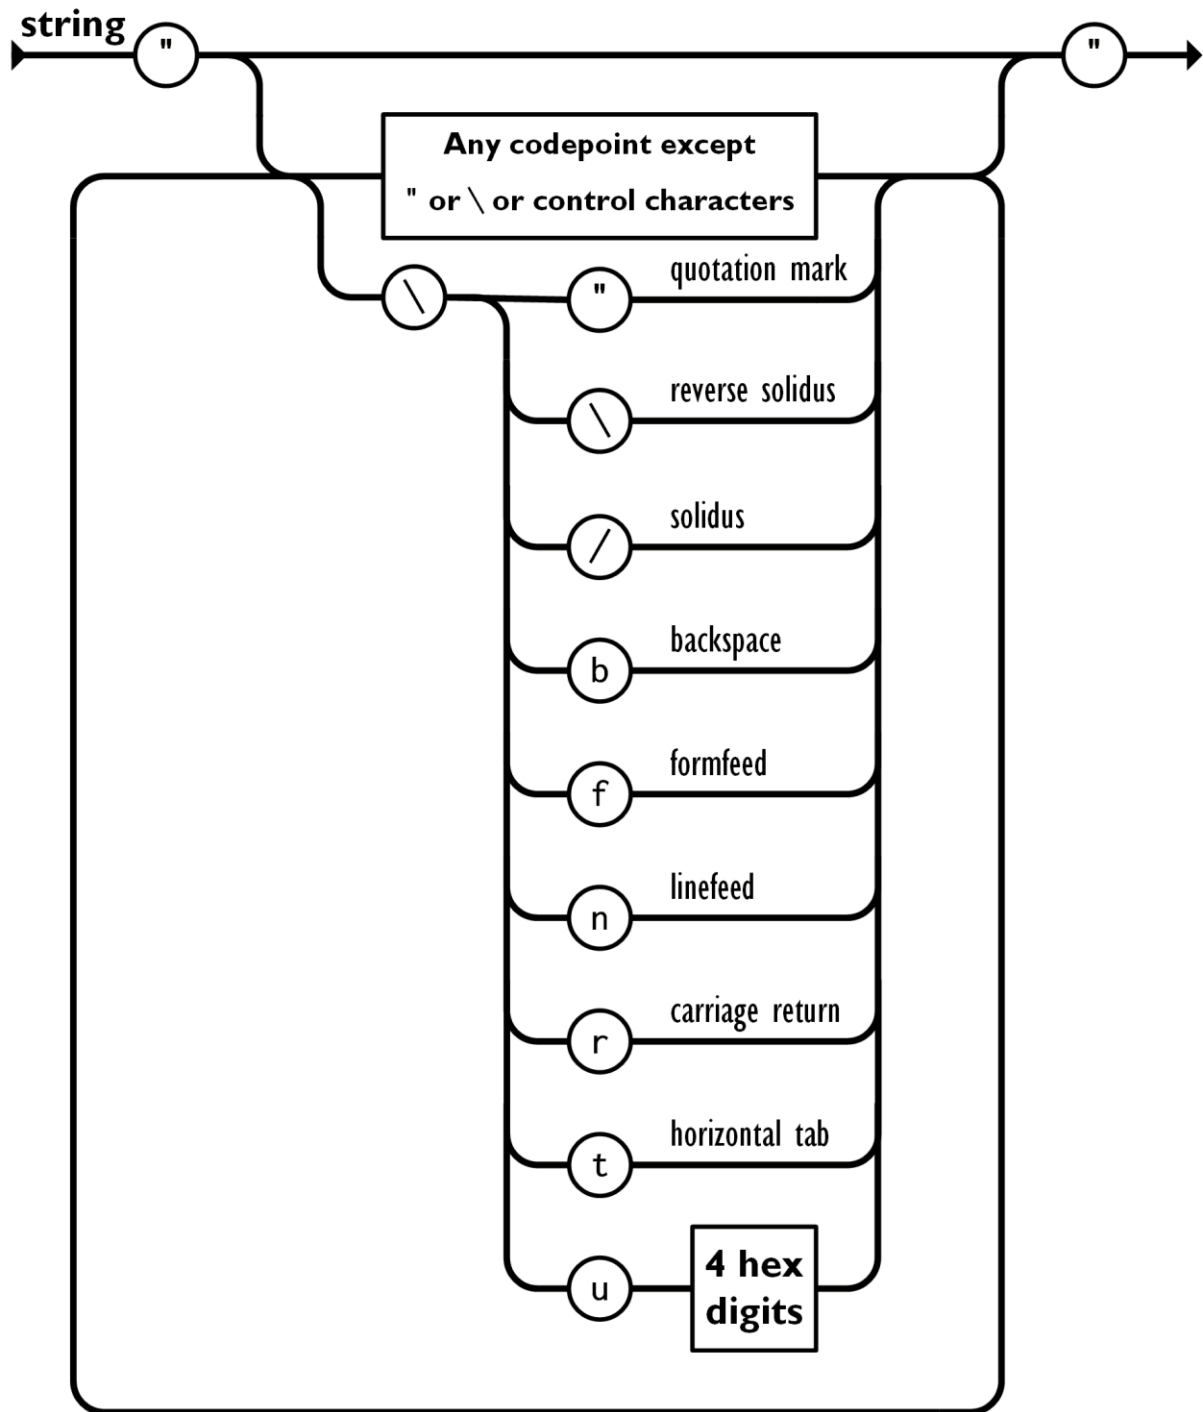 string
" "
Any codepoint except
" or \ or control characters
\ " quotation mark
\ reverse solidus
/ solidus
b backspace
f formfeed
n linefeed
r carriage return
t horizontal tab
u 4 hex
digits